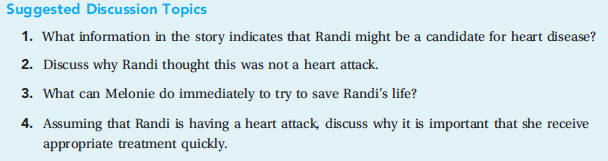 Suggested Discussion Topics
1. What information in the story indicates that Randi might be a candidate for heart disease?
2. Discuss why Randi thought this was not a heart attack.
3. What can Melonie do immediately to try to save Randi's life?
4. Assuming that Randi is having a heart attack, discuss why it is important that she receive
appropriate treatment quickly.